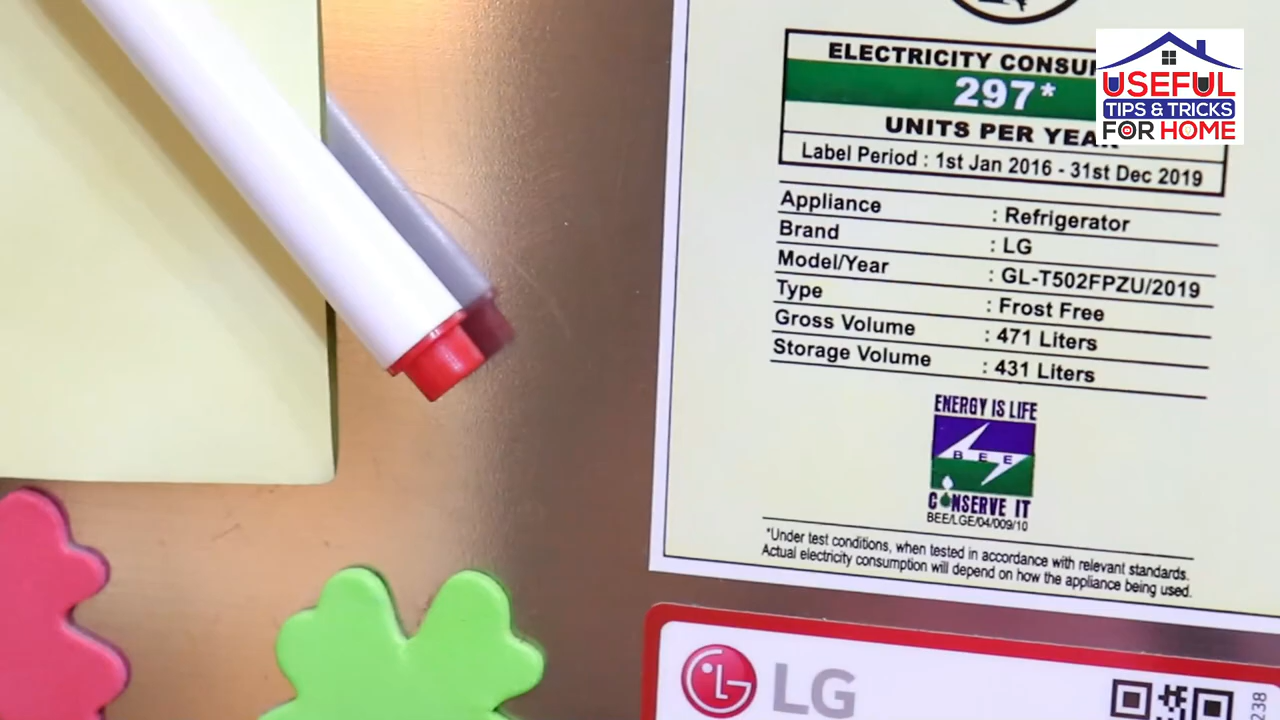 ELECTRICITY
297*
UNITS PER YEAR
Label Period : 1st Jan 2016 - 31st Dec 2019
Appliance : Refrigerator
Brand : LG
Model/Year : GL-T502FPZU/2019
Type : Frost Free
Gross Volume : 471 Liters
Storage Volume : 431 Liters
ENERGY IS LIFE
BEE
CONSERVE IT
BEE/LGE/04/009/10
*Under test conditions, when tested in accordance with relevant standards.
Actual electricity consumption will depend on how the appliance being used.
LG
238
USEFUL
TIPS & TRICKS
FOR HOME